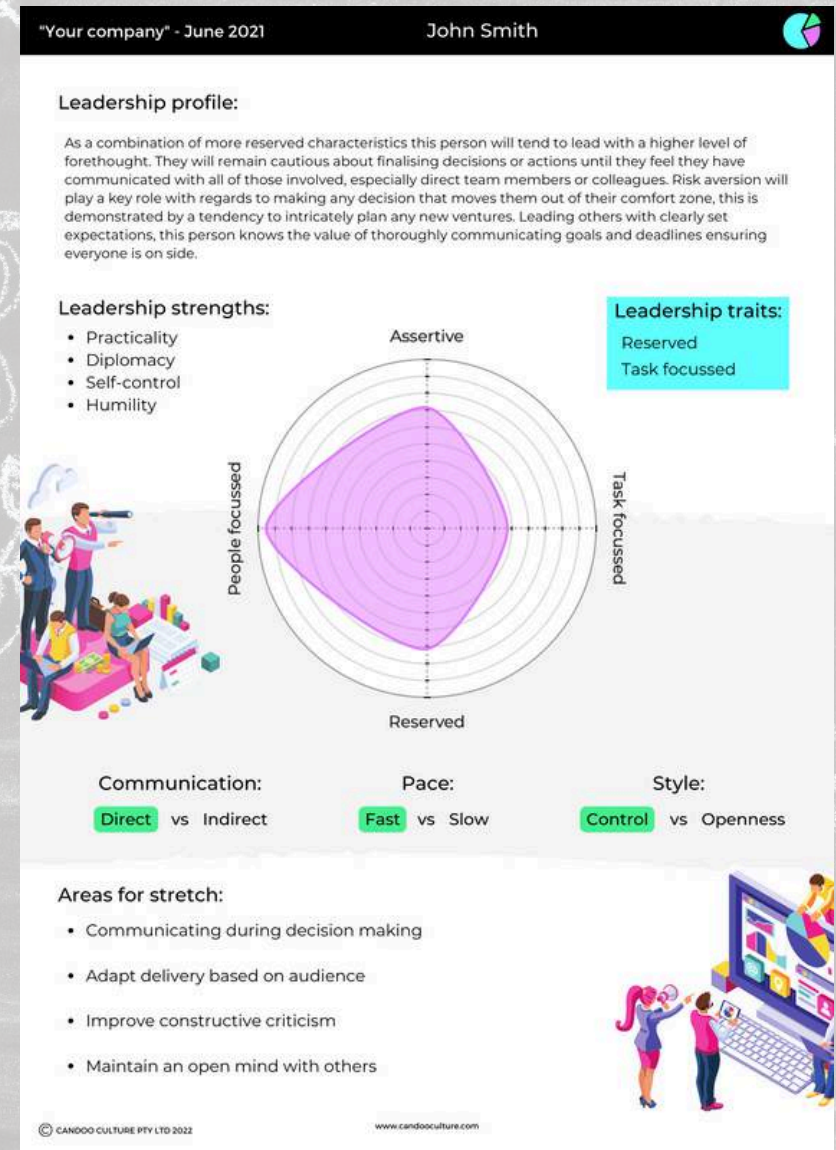 "Your company" - June 2021
John Smith
Leadership profile:
As a combination of more reserved characteristics this person will tend to lead with a higher level of
forethought. They will remain cautious about finalising decisions or actions until they feel they have
communicated with all of those involved, especially direct team members or colleagues. Risk aversion will
play a key role with regards to making any decision that moves them out of their comfort zone, this is
demonstrated by a tendency to intricately plan any new ventures. Leading others with clearly set
expectations, this person knows the value of thoroughly communicating goals and deadlines ensuring
everyone is on side.
Leadership strengths:
• Practicality
• Diplomacy
• Self-control
• Humility
Leadership traits:
Reserved
Task focussed
Assertive
People focussed
Task focussed
Reserved
Communication:
Direct vs Indirect
Pace:
Fast vs Slow
Style:
Control vs Openness
Areas for stretch:
• Communicating during decision making
• Adapt delivery based on audience
• Improve constructive criticism
• Maintain an open mind with others
© CANDOO CULTURE PTY LTD 2022
www.candooculture.com